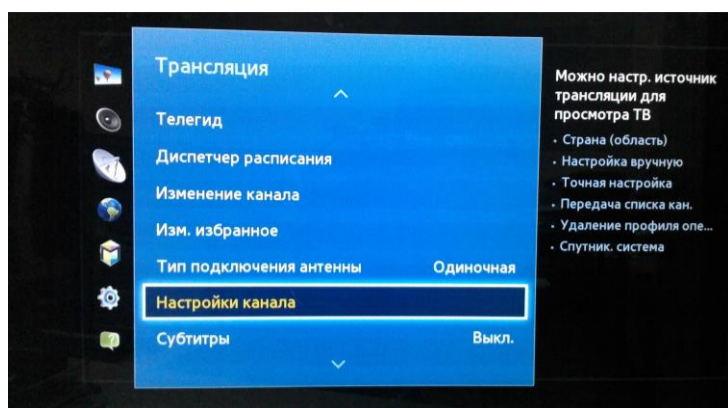 Трансляция
Телегид
Диспетчер расписания
Изменение канала
Изм. избранное
Тип подключения антенны Одиночная
Настройки канала
Субтитры Выкл.
Можно настр. источник
трансляции для
просмотра ТВ
• Страна (область)
• Настройка вручную
• Точная настройка
• Передача списка кан.
• Удаление профиля опе...
• Спутник. система